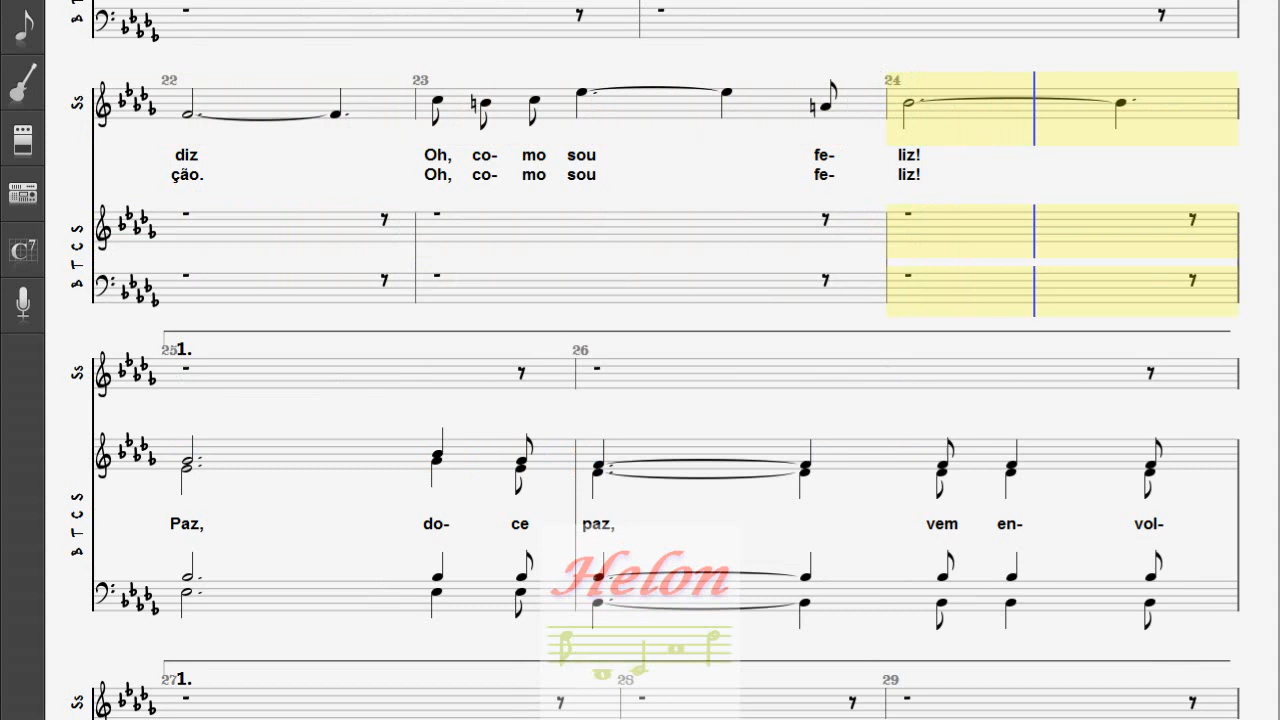 A T
22 23 24
Ss
diz Oh, co- mo sou fe- liz!
ção. Oh, co- mo sou fe- liz!
A T C S
C7
25 1. 26
Ss
A T C S
Paz, do- ce paz, vem en- vol-
Helon
27 1. 28 29
Ss